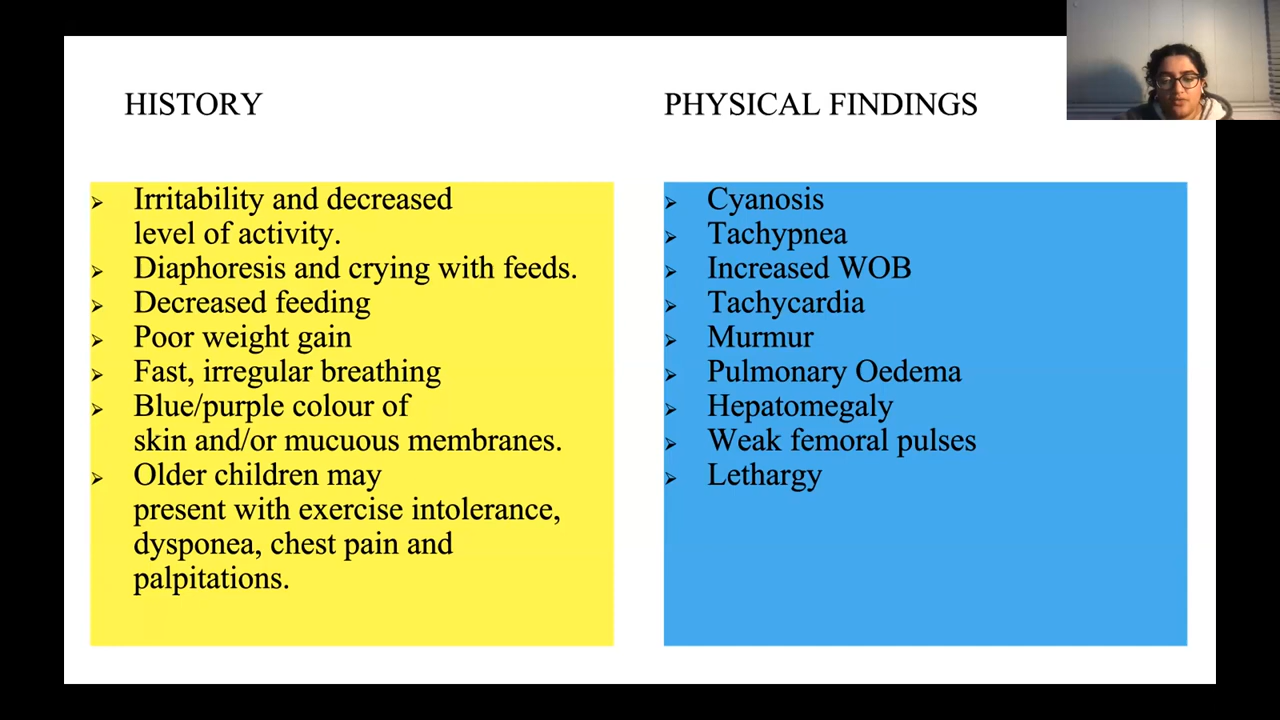 HISTORY
Irritability and decreased
level of activity.
Diaphoresis and crying with feeds.
Decreased feeding
Poor weight gain
Fast, irregular breathing
Blue/purple colour of
skin and/or mucuous membranes.
Older children may
present with exercise intolerance,
dysponea, chest pain and
palpitations.
PHYSICAL FINDINGS
Cyanosis
Tachypnea
Increased WOB
Tachycardia
Murmur
Pulmonary Oedema
Hepatomegaly
Weak femoral pulses
Lethargy